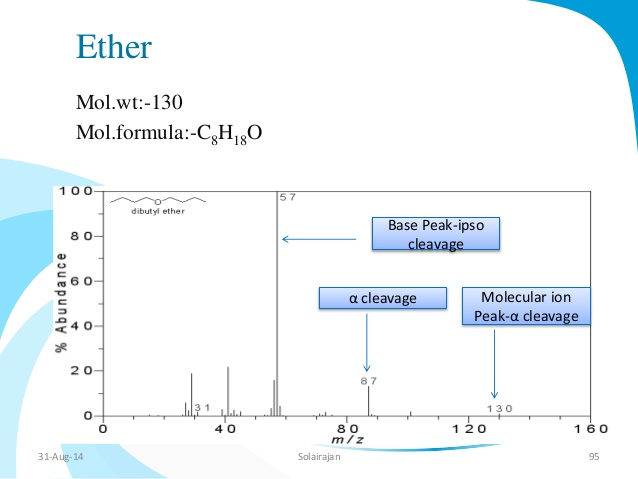 Ether
Mol.wt:-130
Mol.formula:-C₈H₁₈O
100
80
60
40
20
0
% Abundance
O
dibutyl ether
57
Base Peak-ipso
cleavage
α cleavage
Molecular ion
Peak-α cleavage
31
87
130
0
40
80
120
160
m/z
31-Aug-14
Solairajan
95